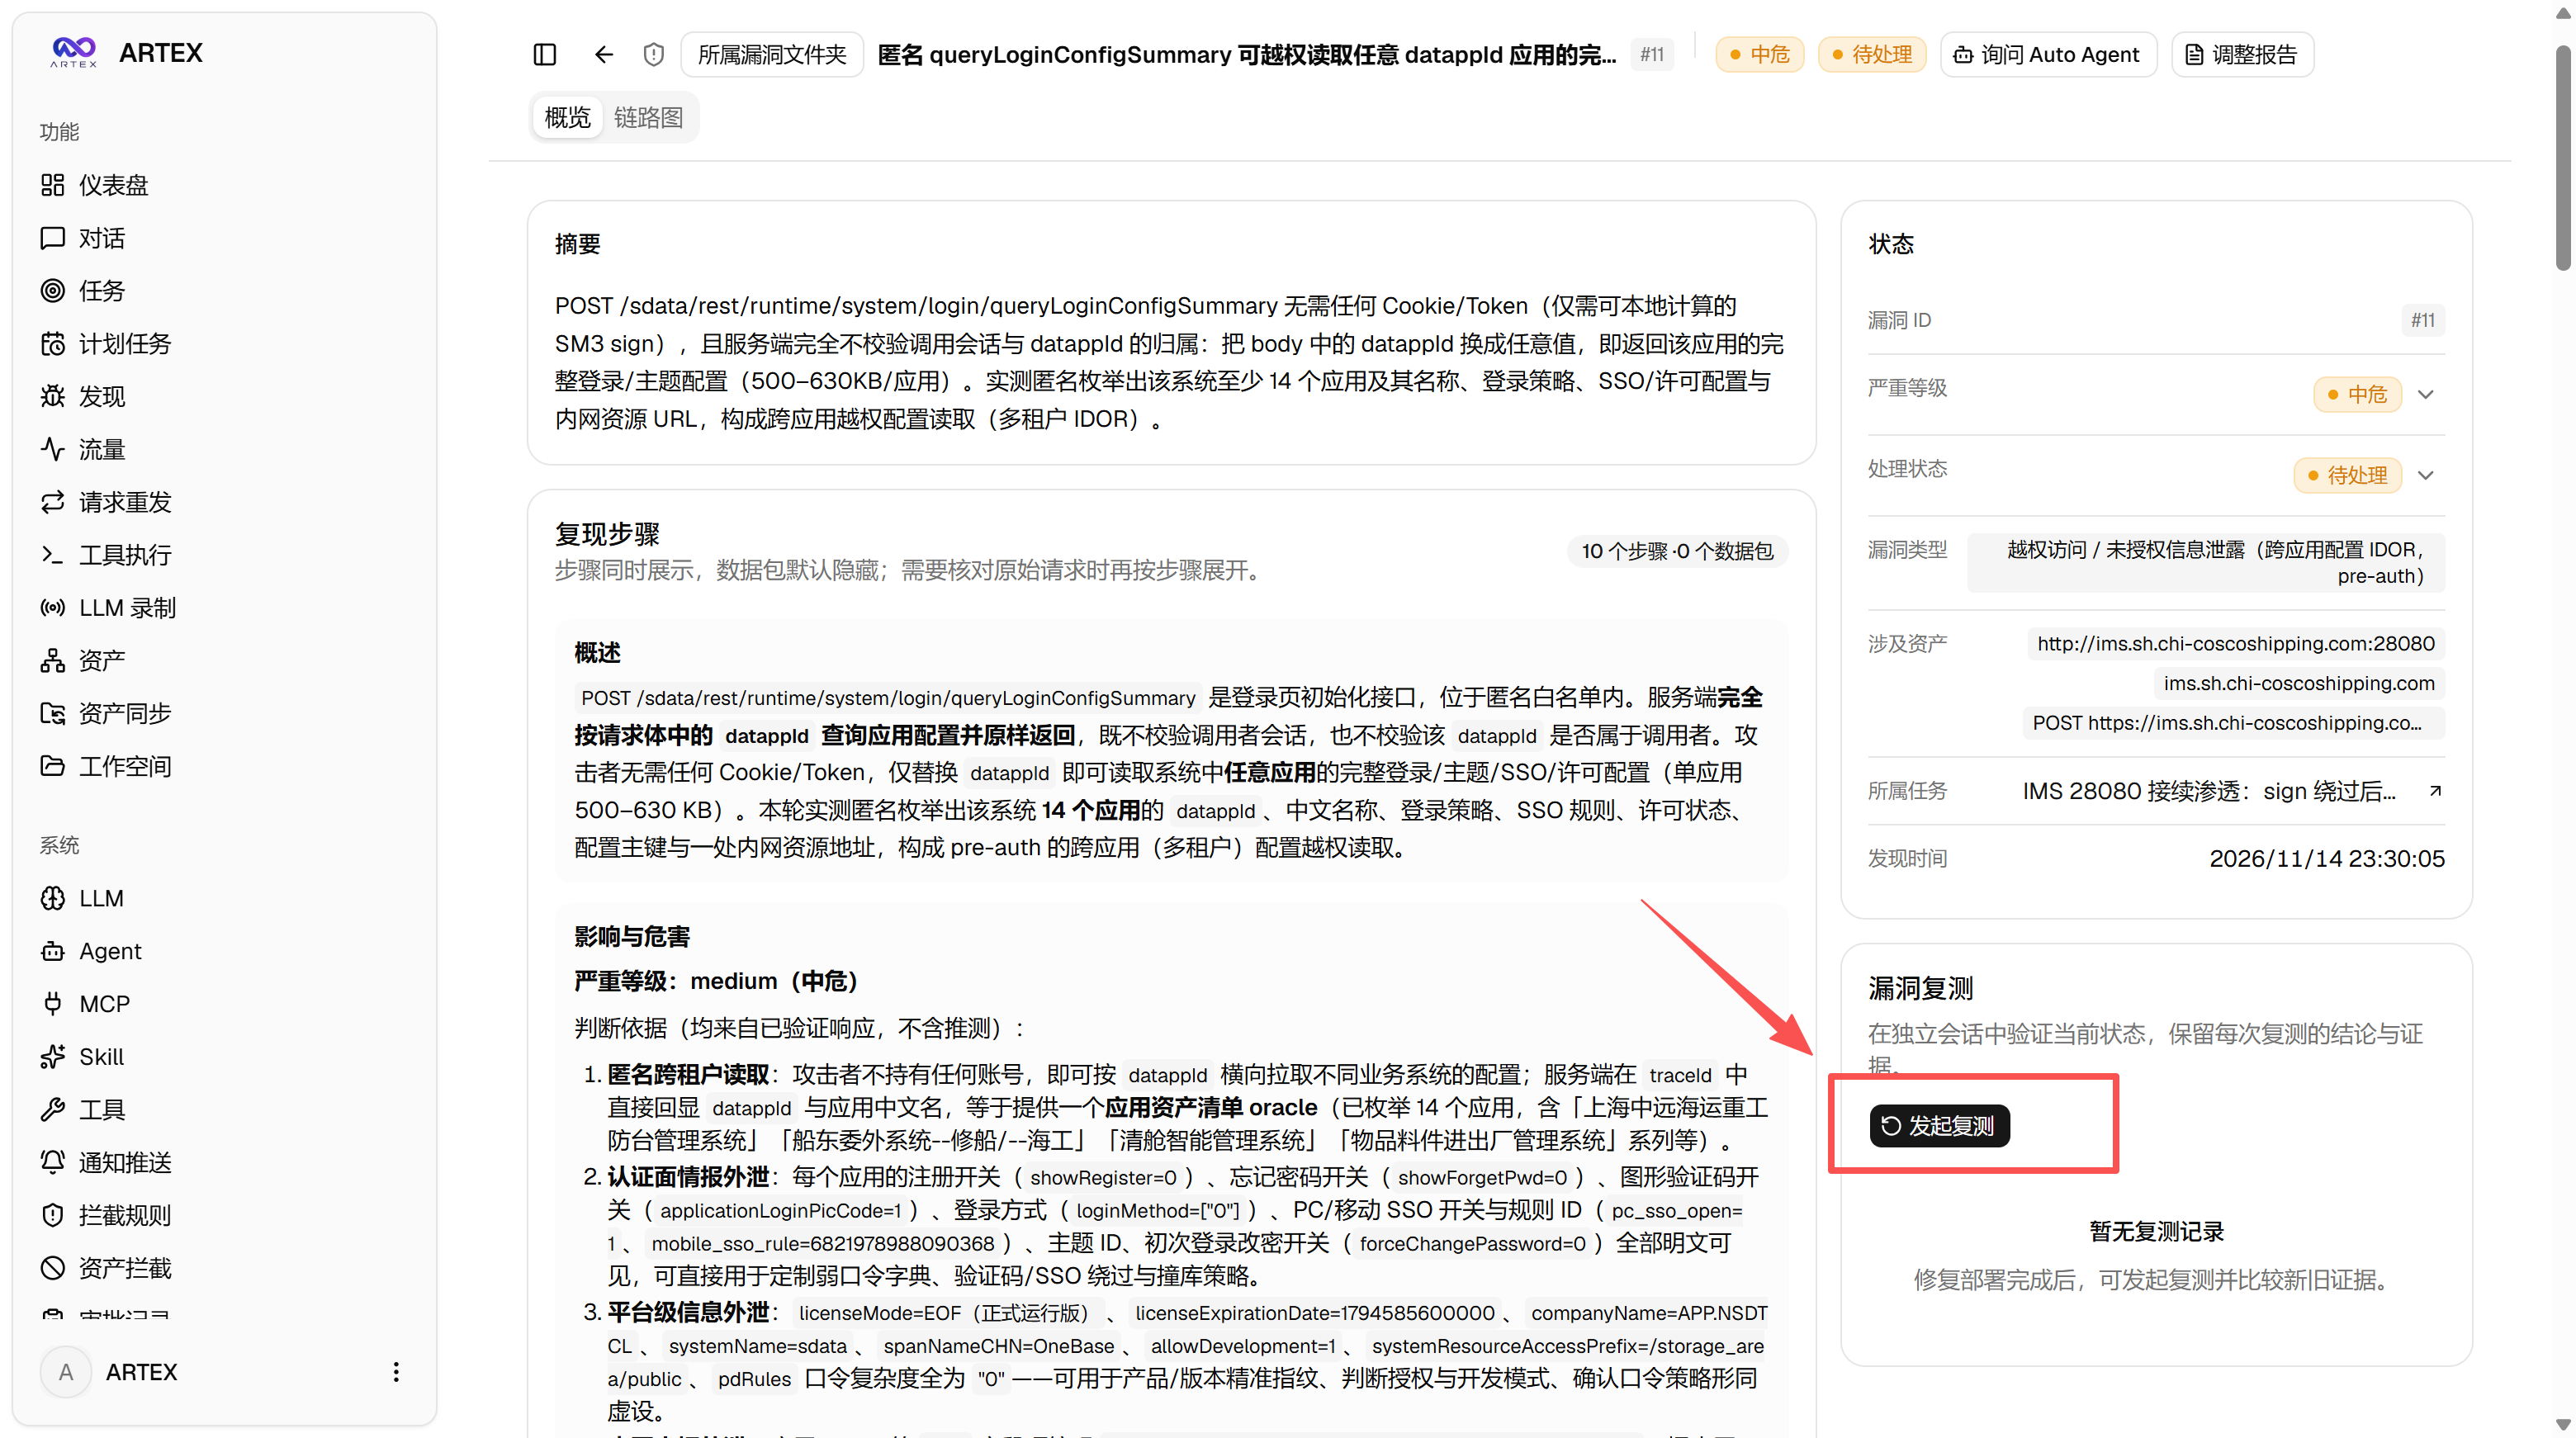 ARTEX
ARTEX
功能
仪表盘
对话
任务
计划任务
发现
流量
请求重发
工具执行
LLM 录制
资产
资产同步
工作空间
系统
LLM
Agent
MCP
Skill
工具
通知推送
拦截规则
资产拦截
审批记录
A
ARTEX
所属漏洞文件夹
匿名 queryLoginConfigSummary 可越权读取任意 datappId 应用的完...
#11
中危
待处理
询问 Auto Agent
调整报告
概览
链路图
摘要
POST /sdata/rest/runtime/system/login/queryLoginConfigSummary 无需任何 Cookie/Token（仅需可本地计算的
SM3 sign），且服务端完全不校验调用会话与 datappId 的归属：把 body 中的 datappId 换成任意值，即返回该应用的完
整登录/主题配置（500–630KB/应用）。实测匿名枚举出该系统至少 14 个应用及其名称、登录策略、SSO/许可配置与
内网资源 URL，构成跨应用越权配置读取（多租户 IDOR）。
复现步骤
步骤同时展示，数据包默认隐藏；需要核对原始请求时再按步骤展开。
10 个步骤 ·0 个数据包
概述
POST /sdata/rest/runtime/system/login/queryLoginConfigSummary 是登录页初始化接口，位于匿名白名单内。服务端完全
按请求体中的 datappId 查询应用配置并原样返回，既不校验调用者会话，也不校验该 datappId 是否属于调用者。攻
击者无需任何 Cookie/Token，仅替换 datappId 即可读取系统中任意应用的完整登录/主题/SSO/许可配置（单应用
500–630 KB）。本轮实测匿名枚举出该系统 14 个应用的 datappId、中文名称、登录策略、SSO 规则、许可状态、
配置主键与一处内网资源地址，构成 pre-auth 的跨应用（多租户）配置越权读取。
影响与危害
严重等级：medium（中危）
判断依据（均来自已验证响应，不含推测）：
1. 匿名跨租户读取：攻击者不持有任何账号，即可按 datappId 横向拉取不同业务系统的配置；服务端在 traceId 中
直接回显 datappId 与应用中文名，等于提供一个应用资产清单 oracle（已枚举 14 个应用，含「上海中远海运重工
防台管理系统」「船东委外系统--修船/--海工」「清舱智能管理系统」「物品料件进出厂管理系统」系列等）。
2. 认证面情报外泄：每个应用的注册开关（showRegister=0）、忘记密码开关（showForgetPwd=0）、图形验证码开
关（applicationLoginPicCode=1）、登录方式（loginMethod=["0"]）、PC/移动 SSO 开关与规则 ID（pc_sso_open=
1、mobile_sso_rule=6821978988090368）、主题 ID、初次登录改密开关（forceChangePassword=0）全部明文可
见，可直接用于定制弱口令字典、验证码/SSO 绕过与撞库策略。
3. 平台级信息外泄：licenseMode=EOF（正式运行版）、licenseExpirationDate=1794585600000、companyName=APP.NSDT
CL、systemName=sdata、spanNameCHN=OneBase、allowDevelopment=1、systemResourceAccessPrefix=/storage_are
a/public、pdRules 口令复杂度全为 "0"——可用于产品/版本精准指纹、判断授权与开发模式、确认口令策略形同
虚设。
状态
漏洞 ID
#11
严重等级
中危
处理状态
待处理
漏洞类型
越权访问 / 未授权信息泄露（跨应用配置 IDOR，
pre-auth）
涉及资产
http://ims.sh.chi-coscoshipping.com:28080
ims.sh.chi-coscoshipping.com
POST https://ims.sh.chi-coscoshipping.co...
所属任务
IMS 28080 接续渗透：sign 绕过后...
发现时间
2026/11/14 23:30:05
漏洞复测
在独立会话中验证当前状态，保留每次复测的结论与证
据。
发起复测
暂无复测记录
修复部署完成后，可发起复测并比较新旧证据。